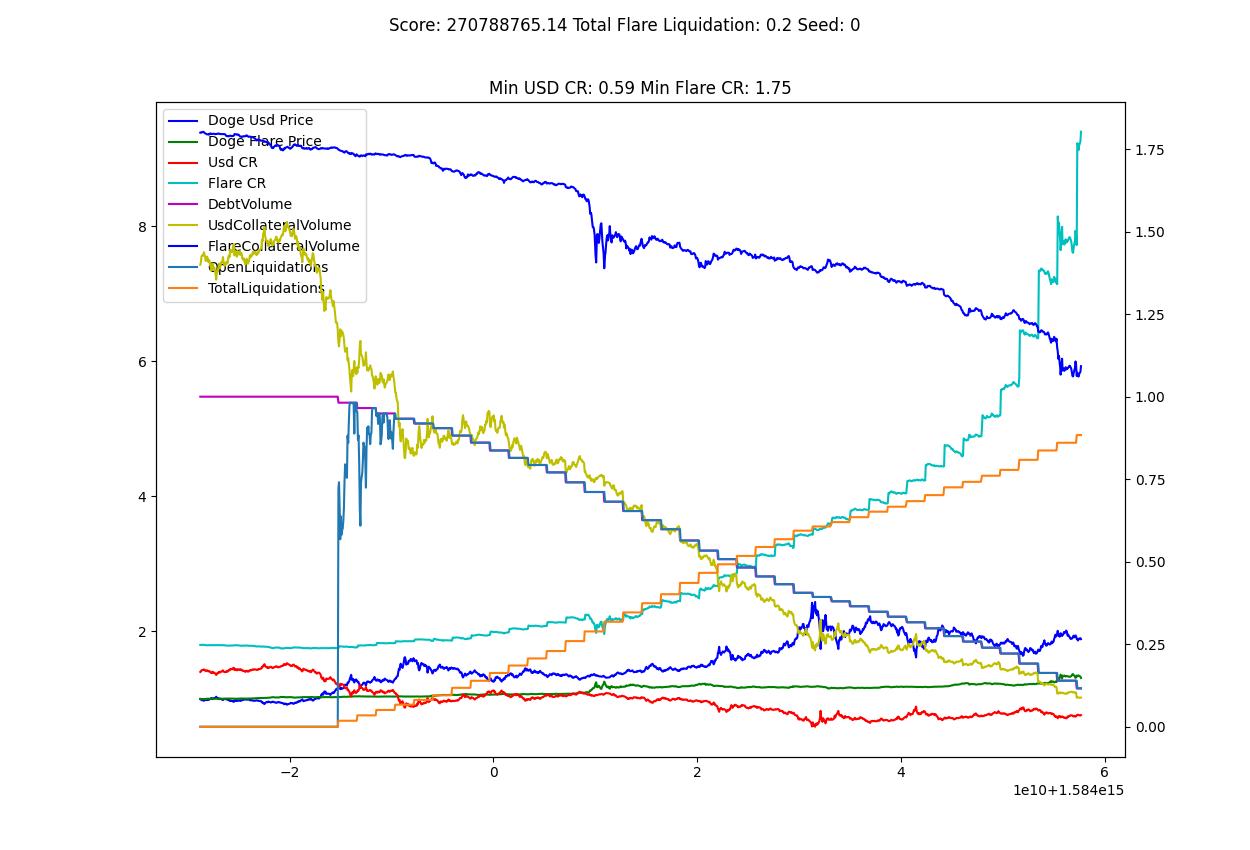 Score: 270788765.14 Total Flare Liquidation: 0.2 Seed: 0
Min USD CR: 0.59 Min Flare CR: 1.75
Doge Usd Price
Doge Flare Price
Usd CR
Flare CR
DebtVolume
UsdCollateralVolume
FlareCollateralVolume
OpenLiquidations
TotalLiquidations
8
6
4
2
1.75
1.50
1.25
1.00
0.75
0.50
0.25
0.00
−2
0
2
4
6
1e10+1.584e15